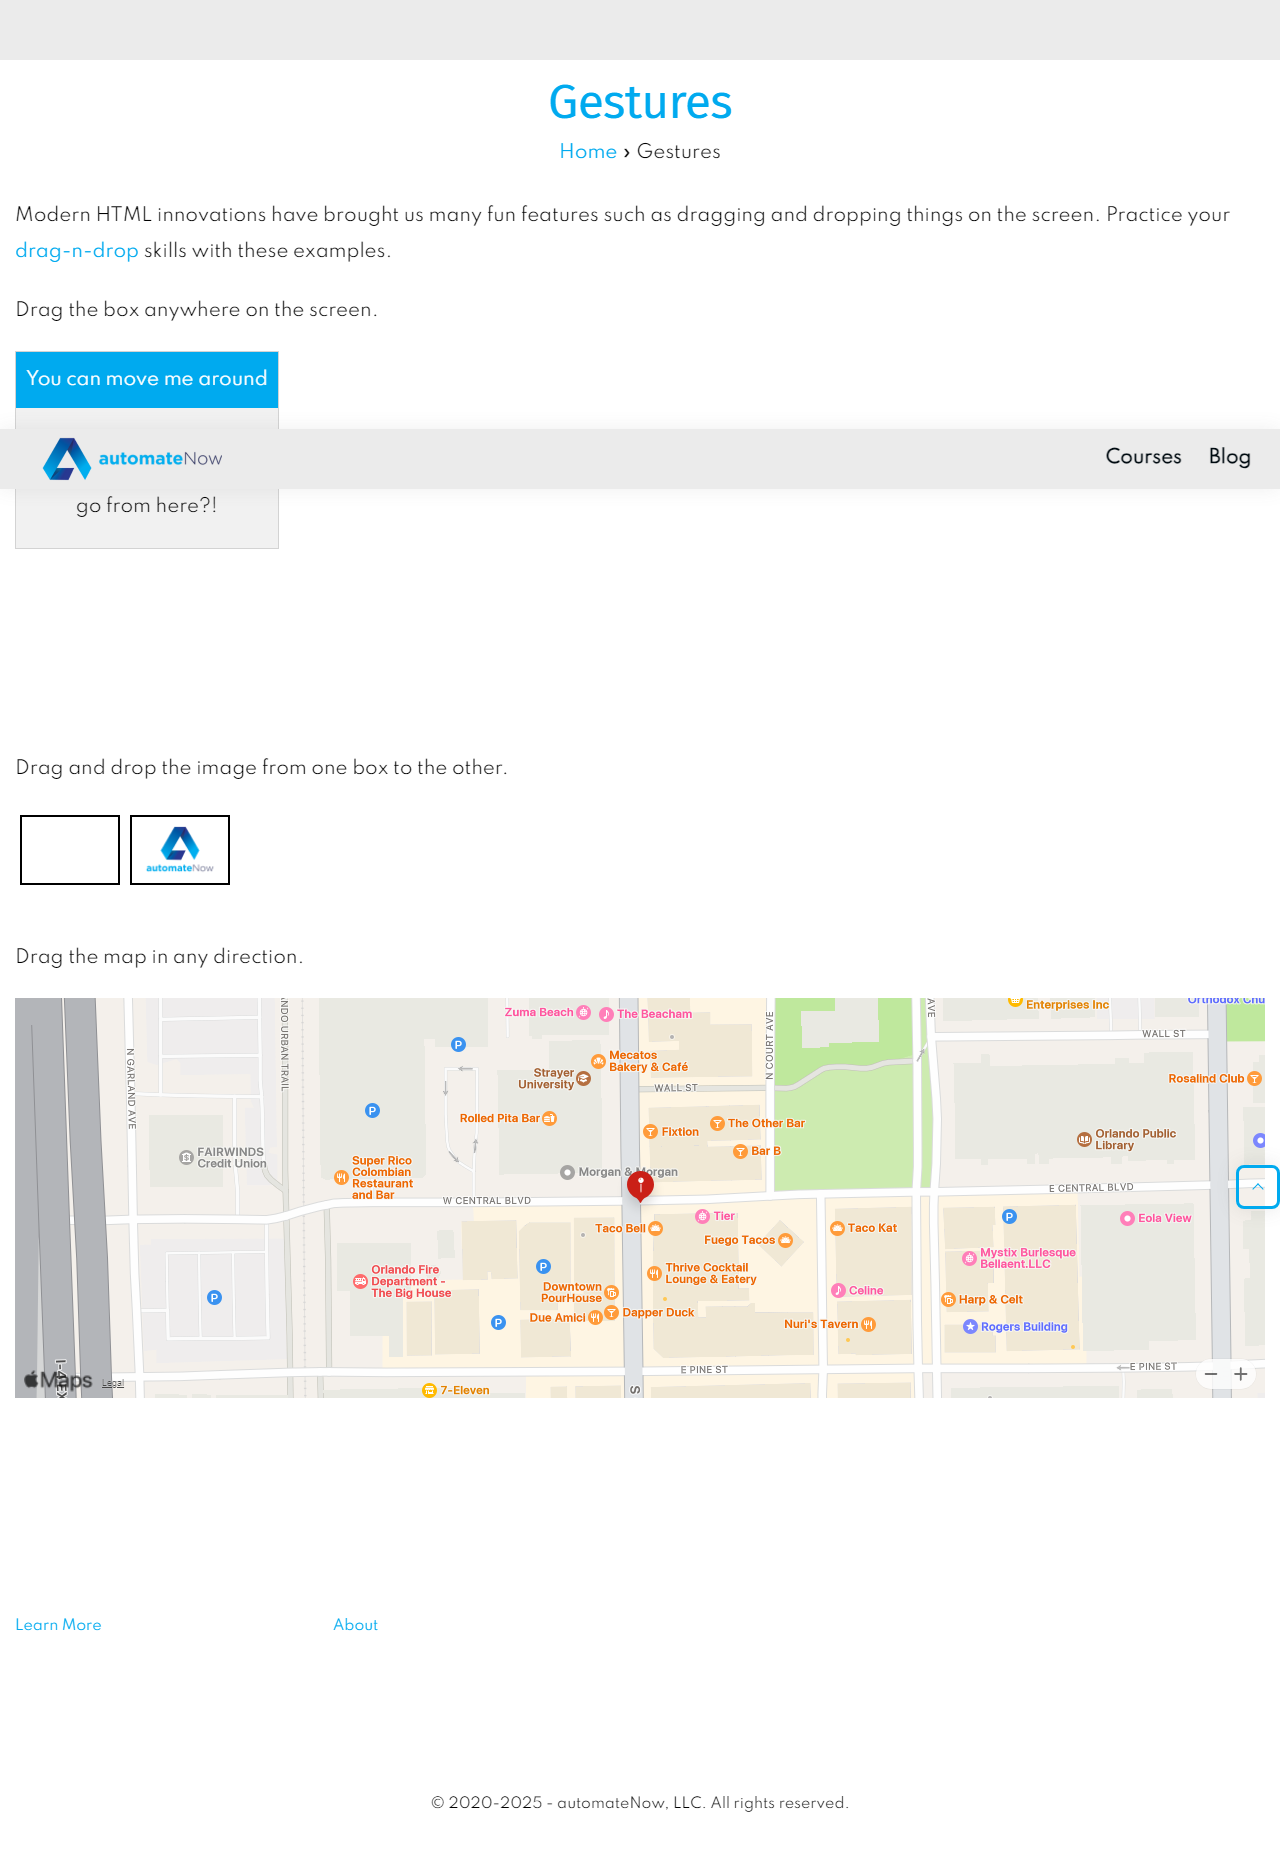 Gestures
Home › Gestures
Modern HTML innovations have brought us many fun features such as dragging and dropping things on the screen. Practice your
drag-n-drop skills with these examples.
Drag the box anywhere on the screen.
You can move me around
automateNow
Courses Blog
go from here?!
Drag and drop the image from one box to the other.
automateNow
Drag the map in any direction.
Zuma Beach
The Beacham
Enterprises Inc
Orthodox Chu
N GARLAND AVE
ANDO URBAN TRAIL
N COURT AVE
AVE
WALL ST
Mecatos
Bakery & Café
Strayer
University
WALL ST
Rosalind Club
P
P
Rolled Pita Bar
Fixtion
The Other Bar
Bar B
Orlando Public
Library
FAIRWINDS
Credit Union
Super Rico
Colombian
Restaurant
and Bar
Morgan & Morgan
W CENTRAL BLVD
E CENTRAL BLVD
Taco Bell
Tier
Fuego Tacos
Taco Kat
P
Eola View
Mystix Burlesque
Bellaent.LLC
Orlando Fire
Department -
The Big House
P
Thrive Cocktail
Lounge & Eatery
P
Downtown
PourHouse
Celine
Harp & Celt
Due Amici
Dapper Duck
P
Nuri's Tavern
Rogers Building
E PINE ST
E PINE ST
I-4 EX
Maps
Legal
7-Eleven
S
Learn More
About
© 2020-2025 - automateNow, LLC. All rights reserved.